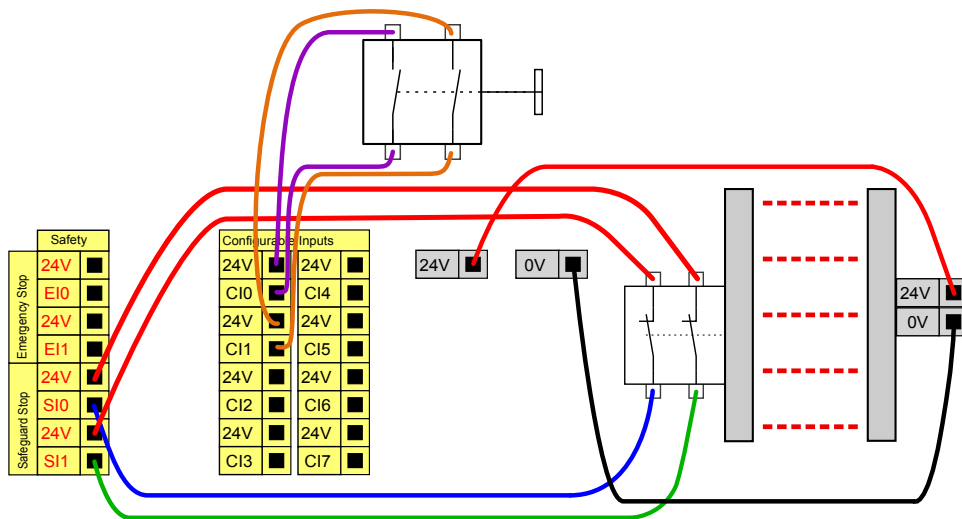 Safety
Emergency Stop
24V
EI0
24V
EI1
Safeguard Stop
24V
SI0
24V
SI1
Configurable Inputs
24V 24V
CI0 CI4
24V 24V
CI1 CI5
24V 24V
CI2 CI6
24V 24V
CI3 CI7
24V
0V
24V
0V